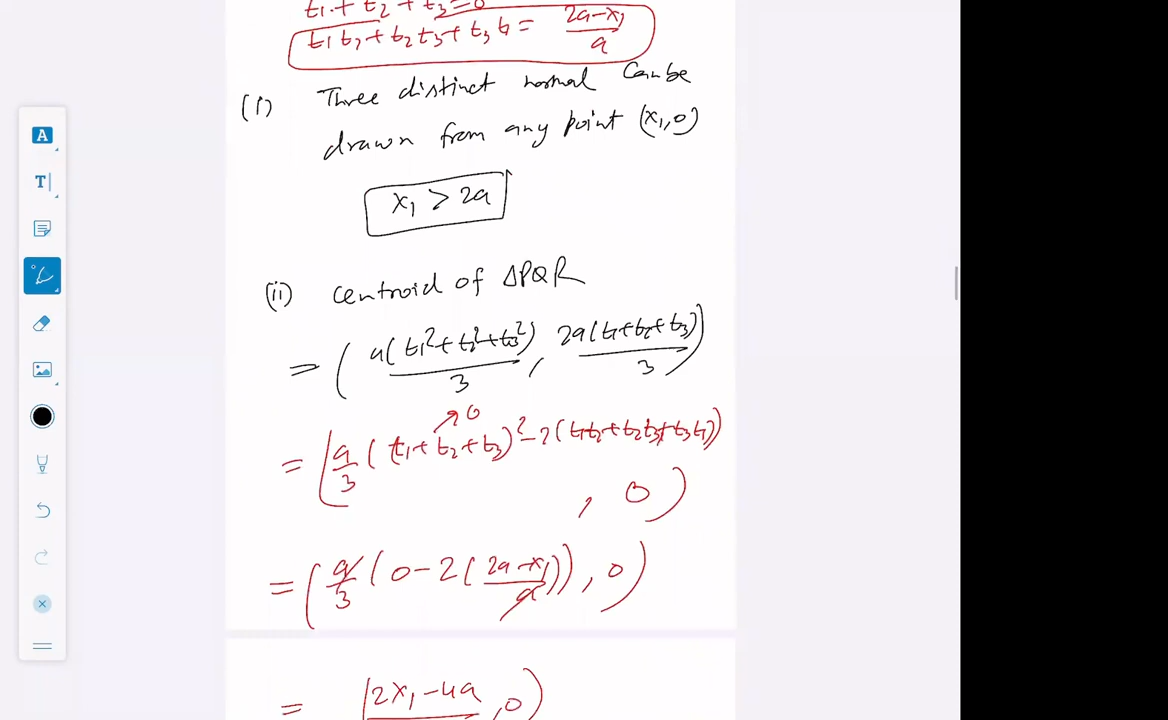 t₁ + t₂ + t₃ = 0
t₁t₂ + t₂t₃ + t₃t₁ = (2a-x₁)/a
(i) Three distinct normal can be
drawn from any point (x₁,0)
x₁ > 2a
(ii) centroid of ΔPQR
= (a(t₁²+t₂²+t₃²)/3, 2a(t₁+t₂+t₃)/3)
= (a/3 (t₁+t₂+t₃)² - 2(t₁t₂+t₂t₃+t₃t₁)
→0
, 0)
= (a/3 (0-2((2a-x₁)/a)), 0)
= (2x₁-4a ,0)
A
T|